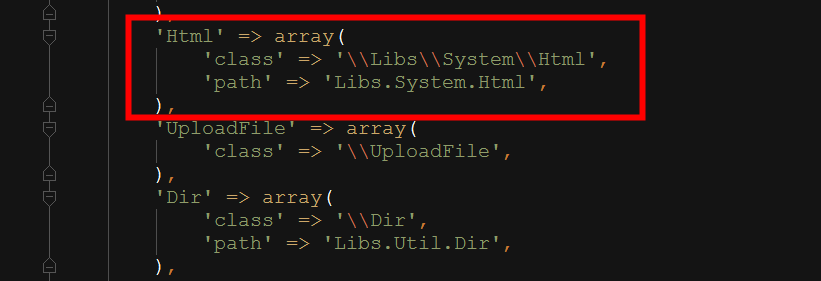 ),
'Html' => array(
'class' => '\\Libs\\System\\Html',
'path' => 'Libs.System.Html',
),
'UploadFile' => array(
'class' => '\\UploadFile',
),
'Dir' => array(
'class' => '\\Dir',
'path' => 'Libs.Util.Dir',
),